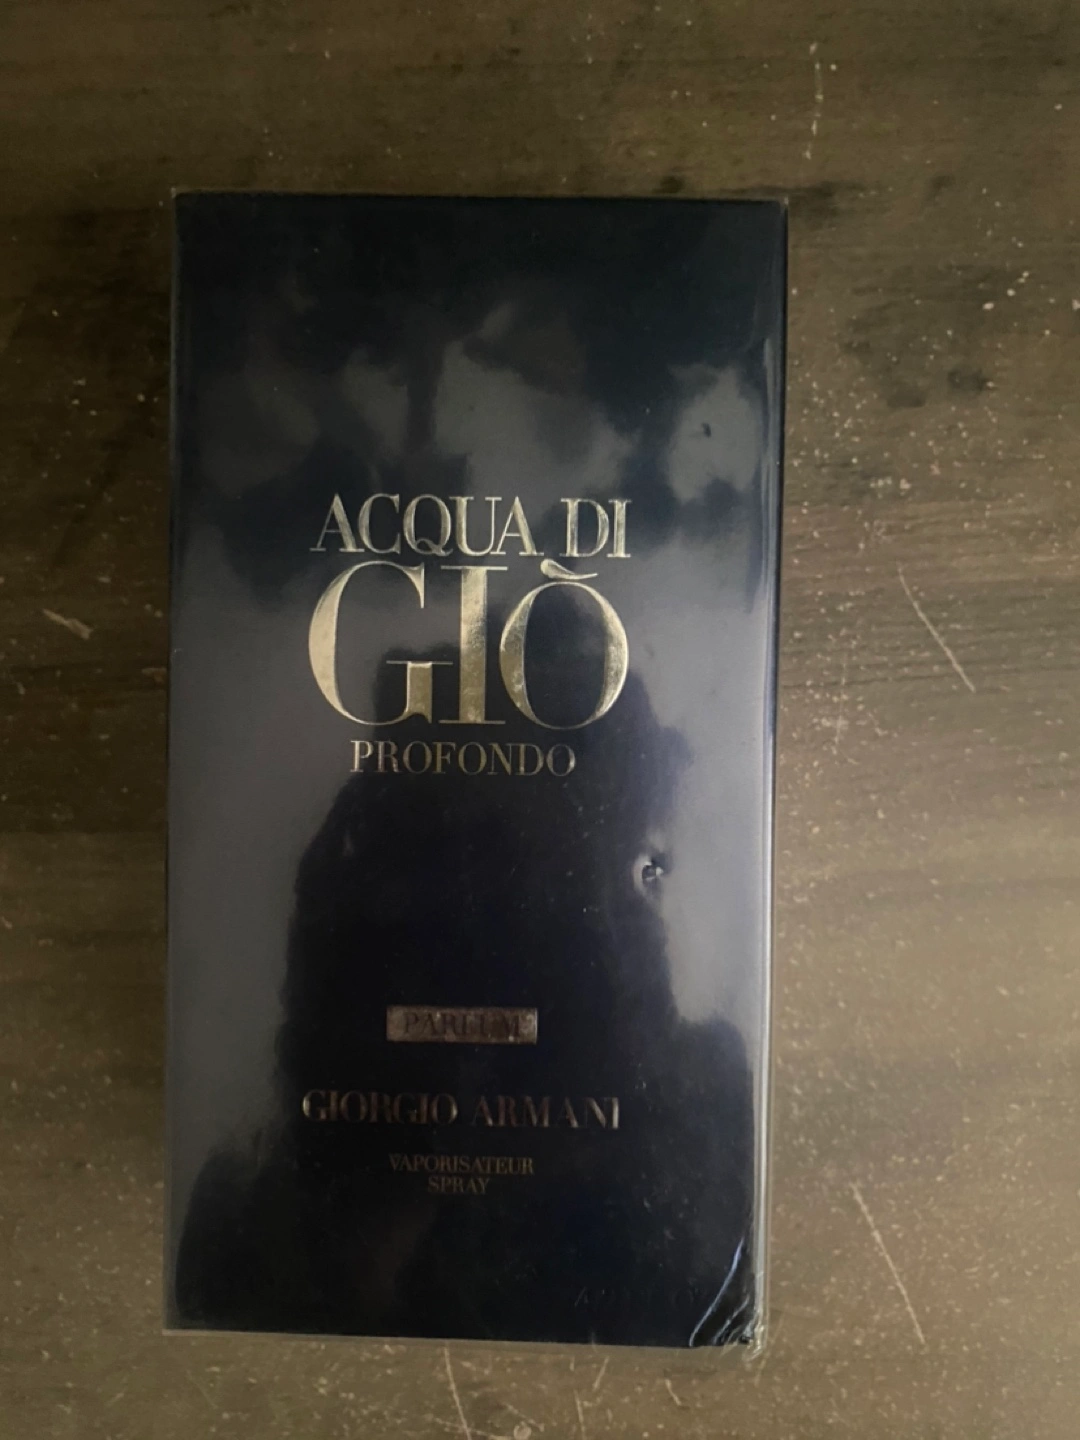 ACQUA DI
GIÒ
PROFONDO
PARFUM
GIORGIO ARMANI
VAPORISATEUR
SPRAY